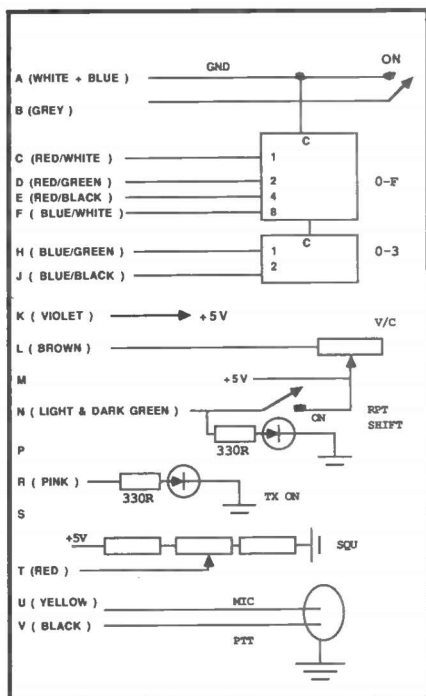 GND
ON
A (WHITE + BLUE)
B (GREY)
C
C (RED/WHITE) 1
D (RED/GREEN) 2 O-F
E (RED/BLACK) 4
F ( BLUE/WHITE) 8
C
H ( BLUE/GREEN) 1 O-3
J ( BLUE/BLACK) 2
K ( VIOLET ) +5V
V/C
L ( BROWN )
M +5V
N ( LIGHT & DARK GREEN ) ON RPT
SHIFT
P 330R
R ( PINK )
330R TX ON
S
+5V SQU
T (RED )
U ( YELLOW ) MIC
V ( BLACK )
PTT